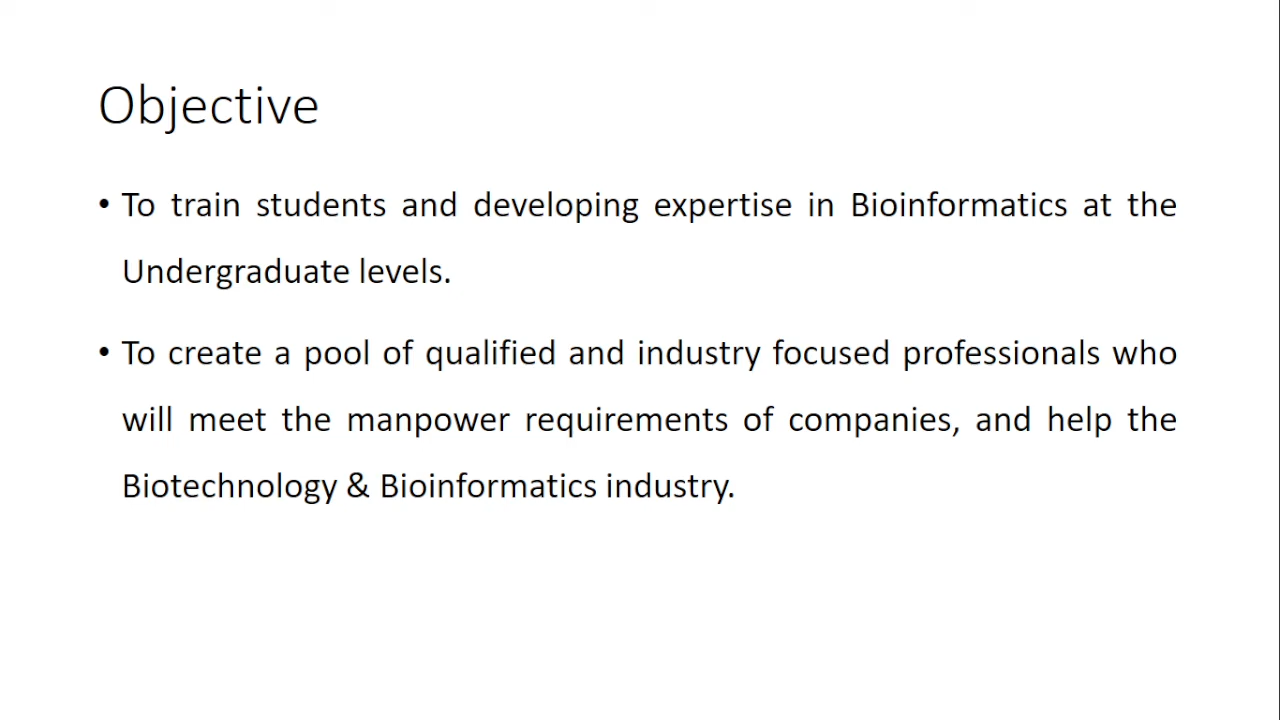 Objective
• To train students and developing expertise in Bioinformatics at the
Undergraduate levels.
• To create a pool of qualified and industry focused professionals who
will meet the manpower requirements of companies, and help the
Biotechnology & Bioinformatics industry.